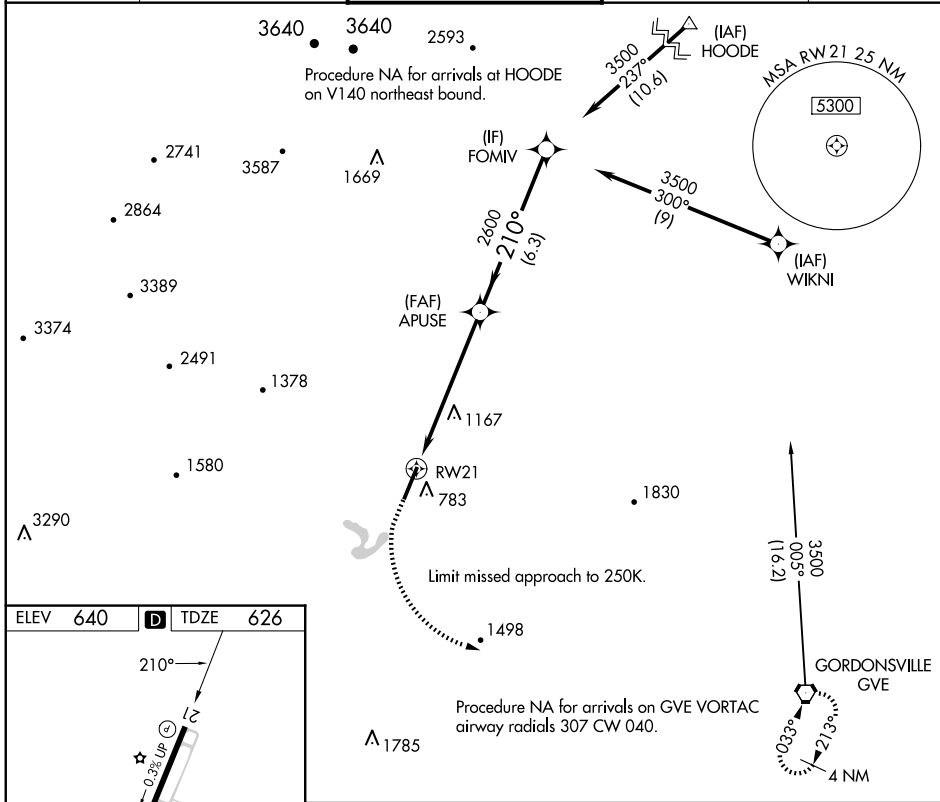 3640
3640
2593
(IAF)
HOODE
3500
237°
(10.6)
Procedure NA for arrivals at HOODE
on V140 northeast bound.
MSA RW 21 25 NM
5300
(IF)
FOMIV
2741
3587
1669
2864
3500
300°
(9)
(IAF)
WIKNI
2600
210°
(6.3)
3389
(FAF)
APUSE
3374
2491
1378
1167
1580
RW21
783
1830
3290
3500
005°
(16.2)
Limit missed approach to 250K.
1498
ELEV 640 D TDZE 626
210°
21
0.3% UP
GORDONSVILLE
GVE
Procedure NA for arrivals on GVE VORTAC
airway radials 307 CW 040.
033°
213°
4 NM
1785